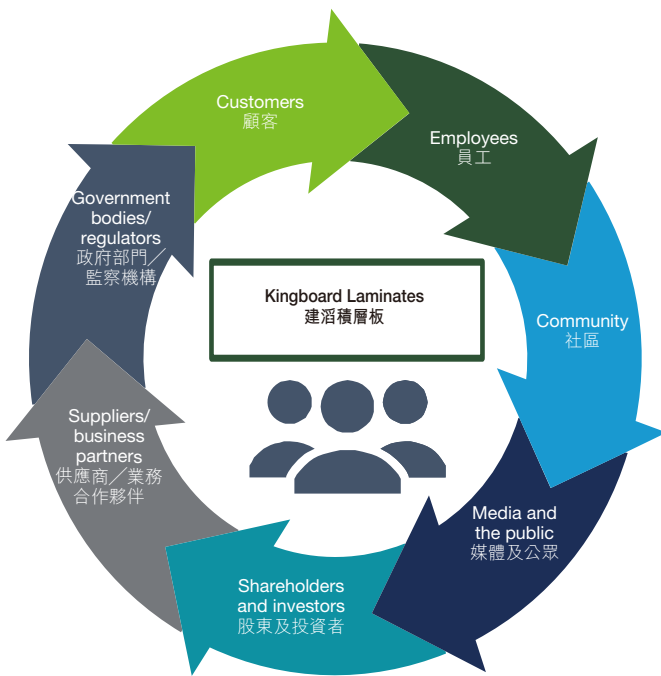 Customers
顧客
Employees
員工
Community
社區
Media and
the public
媒體及公眾
Shareholders
and investors
股東及投資者
Suppliers/
business
partners
供應商╱業務
合作夥伴
Government
bodies/
regulators
政府部門╱
監察機構
Kingboard Laminates
建滔積層板